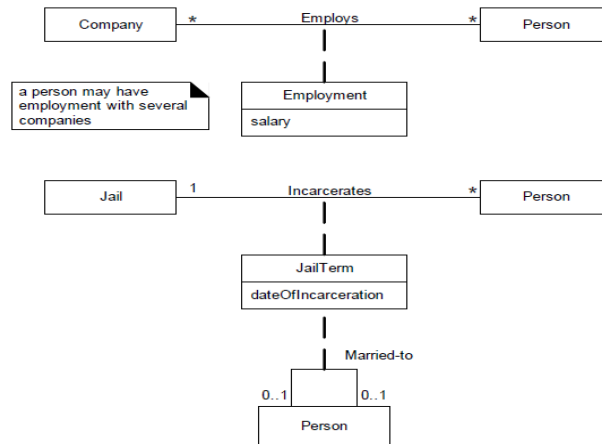 Company * Employs * Person
a person may have
employment with several
companies
Employment
salary
Jail 1 Incarcerates * Person
JailTerm
dateOfIncarceration
Married-to
0..1 0..1
Person